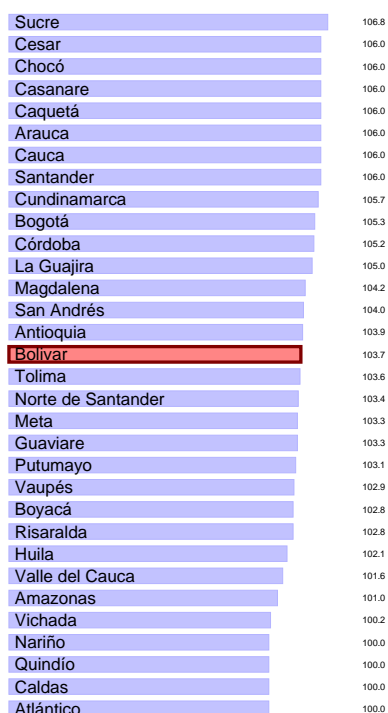 Sucre 106.8
Cesar 106.0
Chocó 106.0
Casanare 106.0
Caquetá 106.0
Arauca 106.0
Cauca 106.0
Santander 106.0
Cundinamarca 105.7
Bogotá 105.3
Córdoba 105.2
La Guajira 105.0
Magdalena 104.2
San Andrés 104.0
Antioquia 103.9
Bolivar 103.7
Tolima 103.6
Norte de Santander 103.4
Meta 103.3
Guaviare 103.3
Putumayo 103.1
Vaupés 102.9
Boyacá 102.8
Risaralda 102.8
Huila 102.1
Valle del Cauca 101.6
Amazonas 101.0
Vichada 100.2
Nariño 100.0
Quindío 100.0
Caldas 100.0
Atlántico 100.0